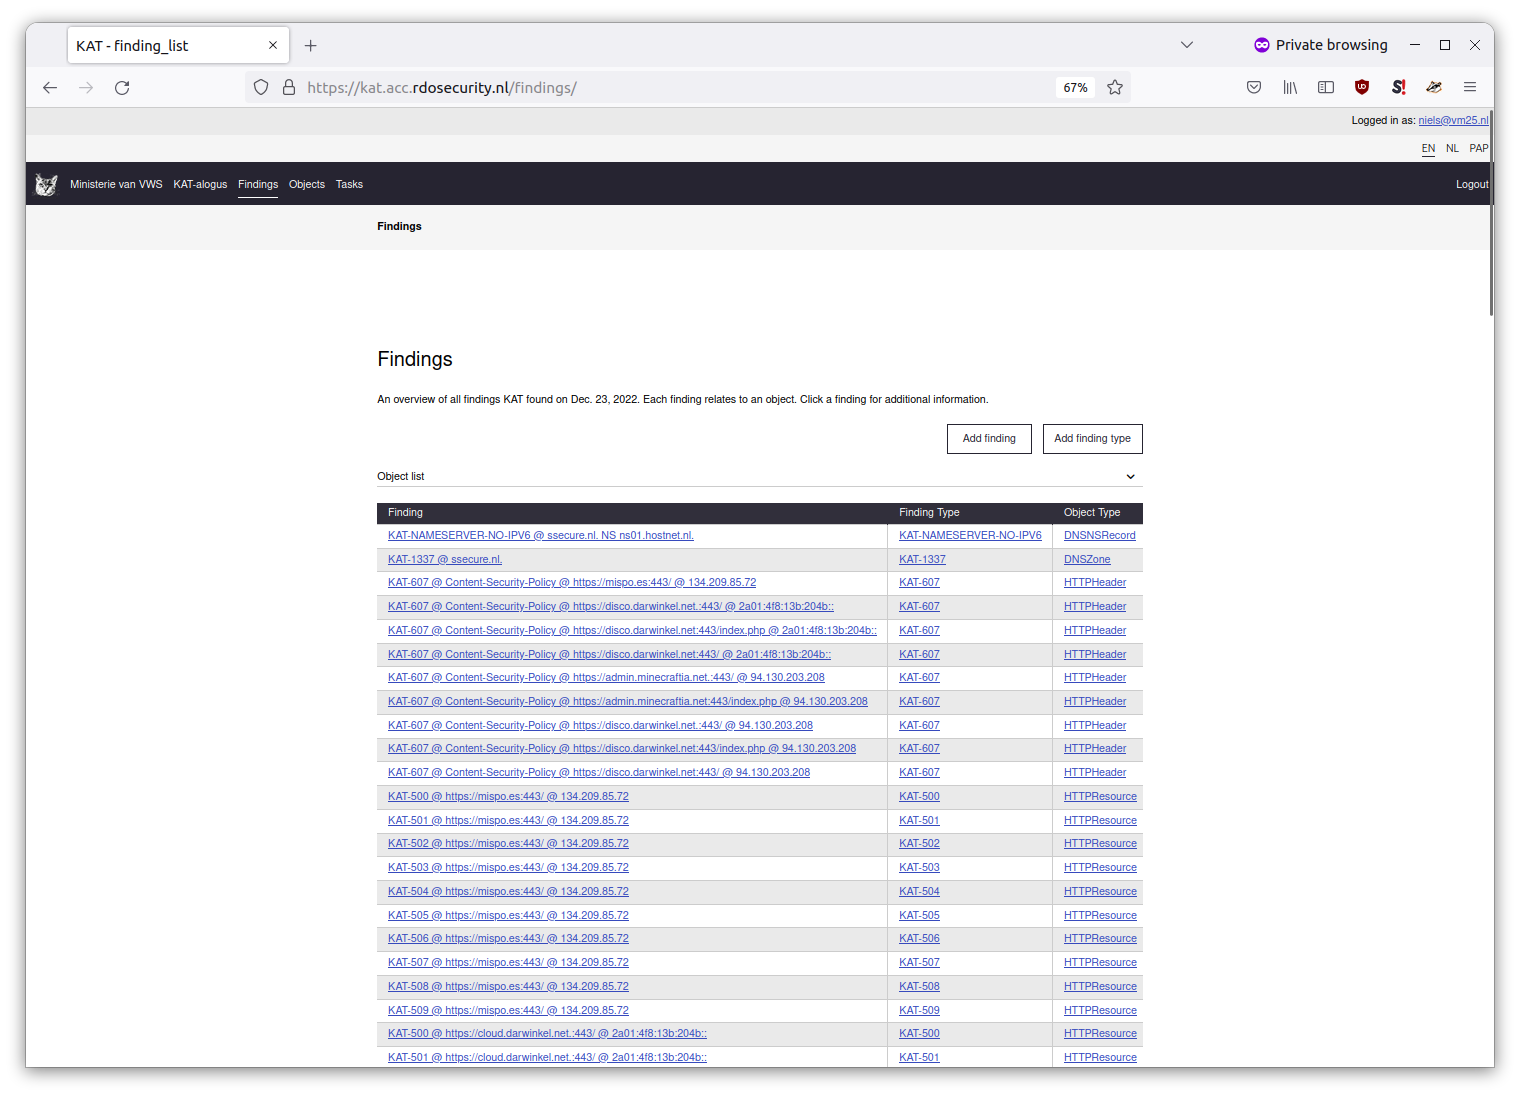 KAT - finding_list
Private browsing
https://kat.acc.rdosecurity.nl/findings/
67%
Logged in as: niels@vm25.nl
EN NL PAP
Ministerie van VWS KAT-alogus Findings Objects Tasks Logout
Findings
Findings
An overview of all findings KAT found on Dec. 23, 2022. Each finding relates to an object. Click a finding for additional information.
Add finding Add finding type
Object list
Finding Finding Type Object Type
KAT-NAMESERVER-NO-IPV6 @ ssecure.nl. NS ns01.hostnet.nl. KAT-NAMESERVER-NO-IPV6 DNSNSRecord
KAT-1337 @ ssecure.nl. KAT-1337 DNSZone
KAT-607 @ Content-Security-Policy @ https://mispo.es:443/ @ 134.209.85.72 KAT-607 HTTPHeader
KAT-607 @ Content-Security-Policy @ https://disco.darwinkel.net.:443/ @ 2a01:4f8:13b:204b:: KAT-607 HTTPHeader
KAT-607 @ Content-Security-Policy @ https://disco.darwinkel.net:443/index.php @ 2a01:4f8:13b:204b:: KAT-607 HTTPHeader
KAT-607 @ Content-Security-Policy @ https://disco.darwinkel.net:443/ @ 2a01:4f8:13b:204b:: KAT-607 HTTPHeader
KAT-607 @ Content-Security-Policy @ https://admin.minecraftia.net.:443/ @ 94.130.203.208 KAT-607 HTTPHeader
KAT-607 @ Content-Security-Policy @ https://admin.minecraftia.net:443/index.php @ 94.130.203.208 KAT-607 HTTPHeader
KAT-607 @ Content-Security-Policy @ https://disco.darwinkel.net.:443/ @ 94.130.203.208 KAT-607 HTTPHeader
KAT-607 @ Content-Security-Policy @ https://disco.darwinkel.net:443/index.php @ 94.130.203.208 KAT-607 HTTPHeader
KAT-607 @ Content-Security-Policy @ https://disco.darwinkel.net:443/ @ 94.130.203.208 KAT-607 HTTPHeader
KAT-500 @ https://mispo.es:443/ @ 134.209.85.72 KAT-500 HTTPResource
KAT-501 @ https://mispo.es:443/ @ 134.209.85.72 KAT-501 HTTPResource
KAT-502 @ https://mispo.es:443/ @ 134.209.85.72 KAT-502 HTTPResource
KAT-503 @ https://mispo.es:443/ @ 134.209.85.72 KAT-503 HTTPResource
KAT-504 @ https://mispo.es:443/ @ 134.209.85.72 KAT-504 HTTPResource
KAT-505 @ https://mispo.es:443/ @ 134.209.85.72 KAT-505 HTTPResource
KAT-506 @ https://mispo.es:443/ @ 134.209.85.72 KAT-506 HTTPResource
KAT-507 @ https://mispo.es:443/ @ 134.209.85.72 KAT-507 HTTPResource
KAT-508 @ https://mispo.es:443/ @ 134.209.85.72 KAT-508 HTTPResource
KAT-509 @ https://mispo.es:443/ @ 134.209.85.72 KAT-509 HTTPResource
KAT-500 @ https://cloud.darwinkel.net.:443/ @ 2a01:4f8:13b:204b:: KAT-500 HTTPResource
KAT-501 @ https://cloud.darwinkel.net.:443/ @ 2a01:4f8:13b:204b:: KAT-501 HTTPResource